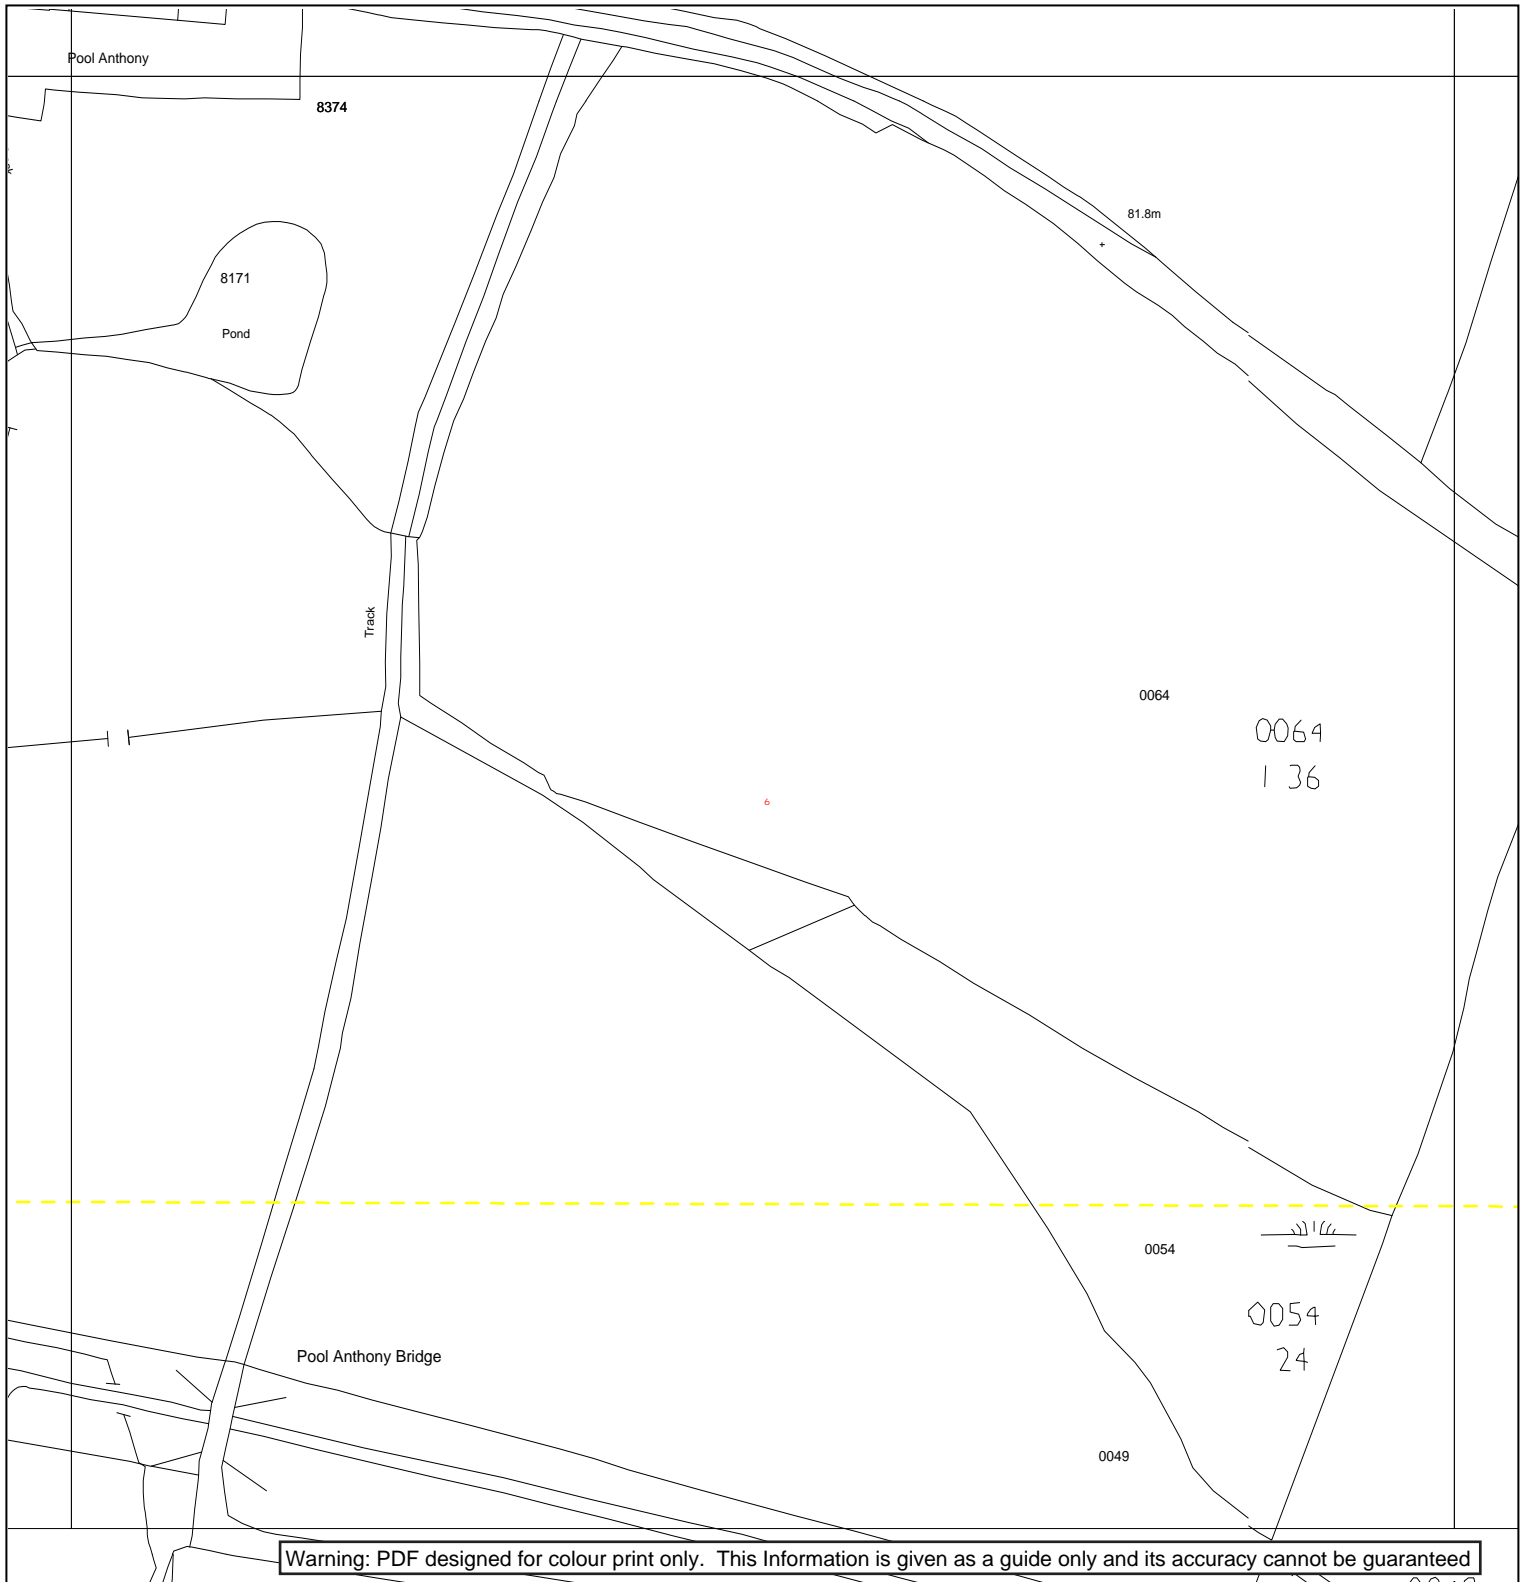 Pool Anthony
8374
81.8m
8171
Pond
Track
0064
0064
1 36
6
0054
0054
24
Pool Anthony Bridge
0049
Warning: PDF designed for colour print only. This Information is given as a guide only and its accuracy cannot be guaranteed